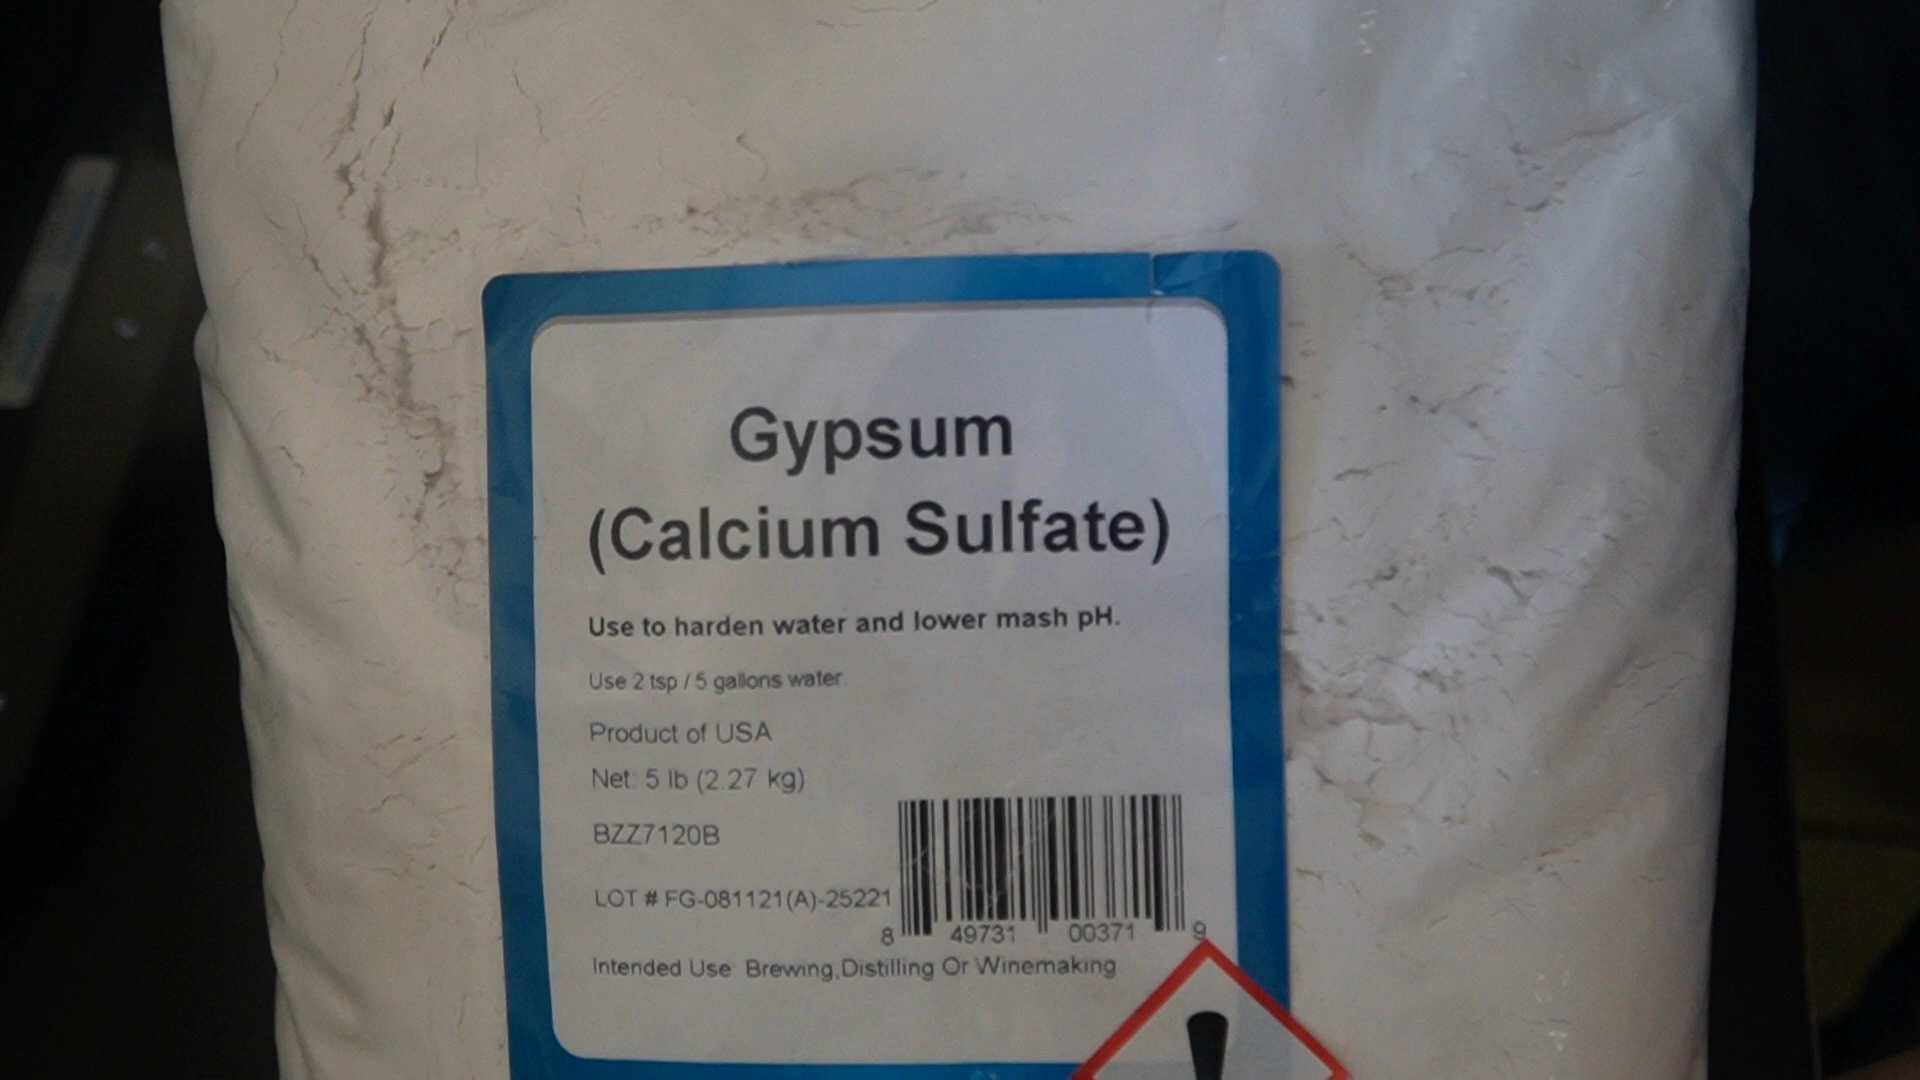 Gypsum
(Calcium Sulfate)
Use to harden water and lower mash pH.
Use 2 tsp / 5 gallons water
Product of USA
Net: 5 lb (2.27 kg)
BZZ7120B
LOT # FG-081121(A)-25221
8 49731 00371 9
Intended Use: Brewing,Distilling Or Winemaking